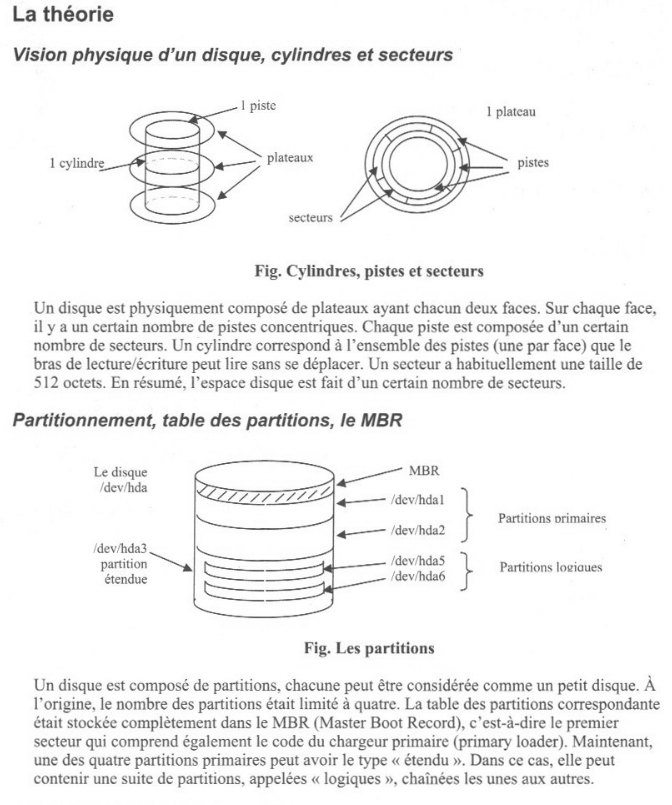 La théorie
Vision physique d'un disque, cylindres et secteurs
1 piste
1 plateau
1 cylindre
plateaux
pistes
secteurs
Fig. Cylindres, pistes et secteurs
Un disque est physiquement composé de plateaux ayant chacun deux faces. Sur chaque face,
il y a un certain nombre de pistes concentriques. Chaque piste est composée d'un certain
nombre de secteurs. Un cylindre correspond à l'ensemble des pistes (une par face) que le
bras de lecture/écriture peut lire sans se déplacer. Un secteur a habituellement une taille de
512 octets. En résumé, l'espace disque est fait d'un certain nombre de secteurs.
Partitionnement, table des partitions, le MBR
Le disque
/dev/hda
MBR
/dev/hda1
/dev/hda2
Partitions primaires
/dev/hda3
partition
étendue
/dev/hda5
/dev/hda6
Partitions logiques
Fig. Les partitions
Un disque est composé de partitions, chacune peut être considérée comme un petit disque. À
l'origine, le nombre des partitions était limité à quatre. La table des partitions correspondante
était stockée complètement dans le MBR (Master Boot Record), c'est-à-dire le premier
secteur qui comprend également le code du chargeur primaire (primary loader). Maintenant,
une des quatre partitions primaires peut avoir le type « étendu ». Dans ce cas, elle peut
contenir une suite de partitions, appelées « logiques », chaînées les unes aux autres.